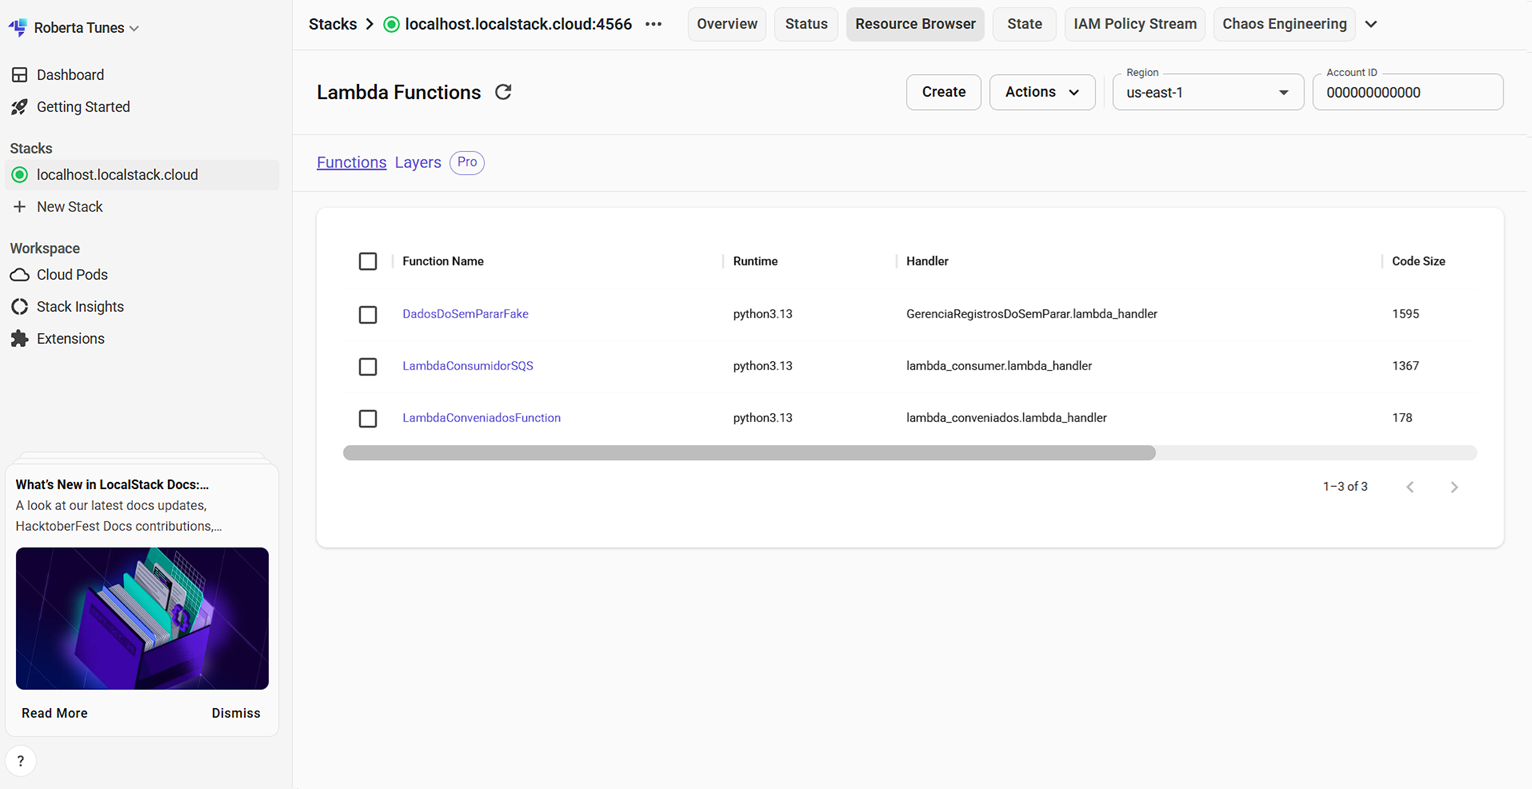 Roberta Tunes
Dashboard
Getting Started
Stacks
localhost.localstack.cloud
New Stack
Workspace
Cloud Pods
Stack Insights
Extensions
What's New in LocalStack Docs:...
A look at our latest docs updates,
HacktoberFest Docs contributions,...
Read More Dismiss
?
Stacks localhost.localstack.cloud:4566 ••• Overview Status Resource Browser State IAM Policy Stream Chaos Engineering
Lambda Functions Create Actions Region us-east-1 Account ID 000000000000
Functions Layers Pro
Function Name Runtime Handler Code Size
DadosDoSemPararFake python3.13 GerenciaRegistrosDoSemParar.lambda_handler 1595
LambdaConsumidorSQS python3.13 lambda_consumer.lambda_handler 1367
LambdaConveniadosFunction python3.13 lambda_conveniados.lambda_handler 178
1–3 of 3